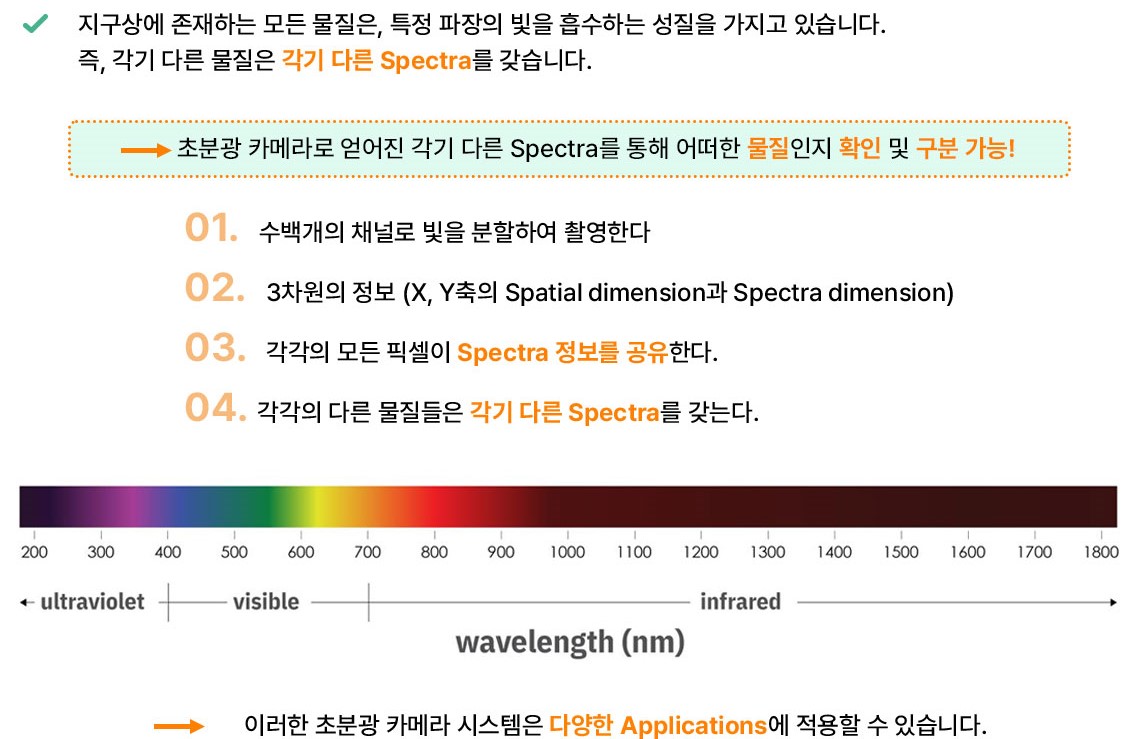 지구상에 존재하는 모든 물질은, 특정 파장의 빛을 흡수하는 성질을 가지고 있습니다.
즉, 각기 다른 물질은 각기 다른 Spectra를 갖습니다.
초분광 카메라로 얻어진 각기 다른 Spectra를 통해 어떠한 물질인지 확인 및 구분 가능!
01. 수백개의 채널로 빛을 분할하여 촬영한다
02. 3차원의 정보 (X, Y축의 Spatial dimension과 Spectra dimension)
03. 각각의 모든 픽셀이 Spectra 정보를 공유한다.
04. 각각의 다른 물질들은 각기 다른 Spectra를 갖는다.
200 300 400 500 600 700 800 900 1000 1100 1200 1300 1400 1500 1600 1700 1800
ultraviolet visible infrared
wavelength (nm)
이러한 초분광 카메라 시스템은 다양한 Applications에 적용할 수 있습니다.